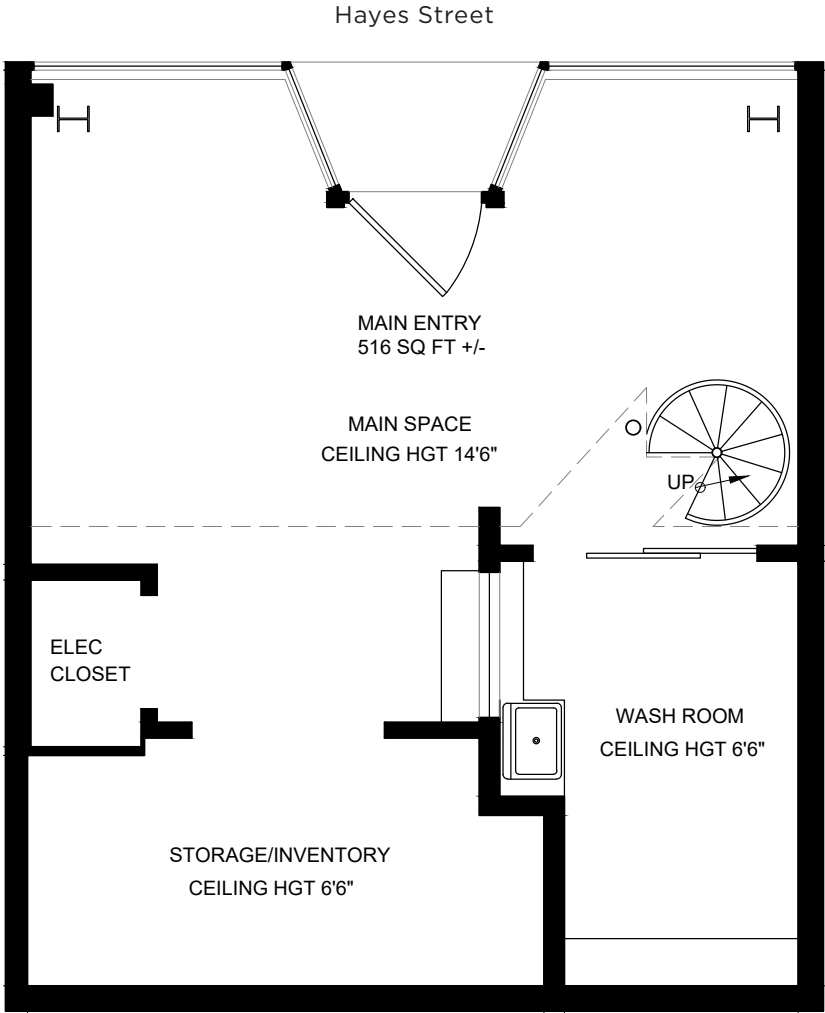 Hayes Street
MAIN ENTRY
516 SQ FT +/-
MAIN SPACE
CEILING HGT 14'6"
UP
ELEC
CLOSET
WASH ROOM
CEILING HGT 6'6"
STORAGE/INVENTORY
CEILING HGT 6'6"